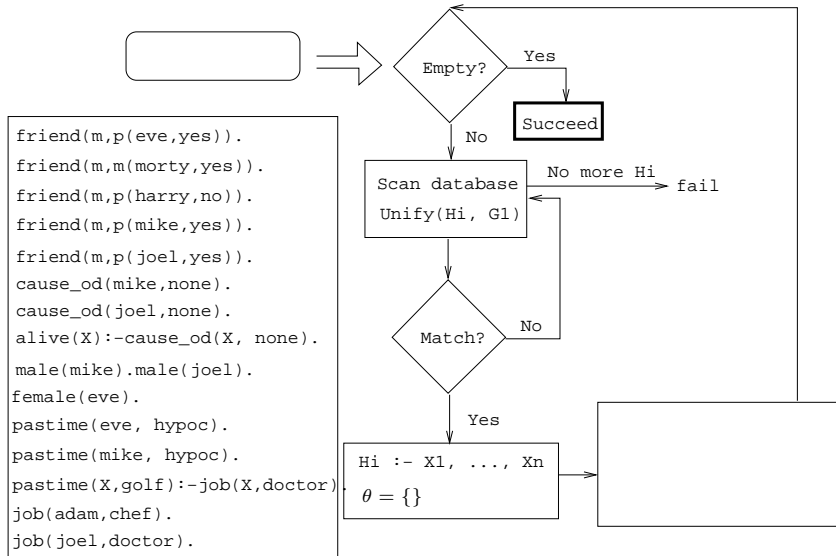 Empty?
Yes
Succeed
No
friend(m,p(eve,yes)).
friend(m,m(morty,yes)).
friend(m,p(harry,no)).
friend(m,p(mike,yes)).
friend(m,p(joel,yes)).
cause_od(mike,none).
cause_od(joel,none).
alive(X):-cause_od(X, none).
male(mike).male(joel).
female(eve).
pastime(eve, hypoc).
pastime(mike, hypoc).
pastime(X,golf):-job(X,doctor).
job(adam,chef).
job(joel,doctor).
Scan database
Unify(Hi, G1)
No more Hi
fail
Match?
No
Yes
Hi :- X1, ..., Xn
θ = {}